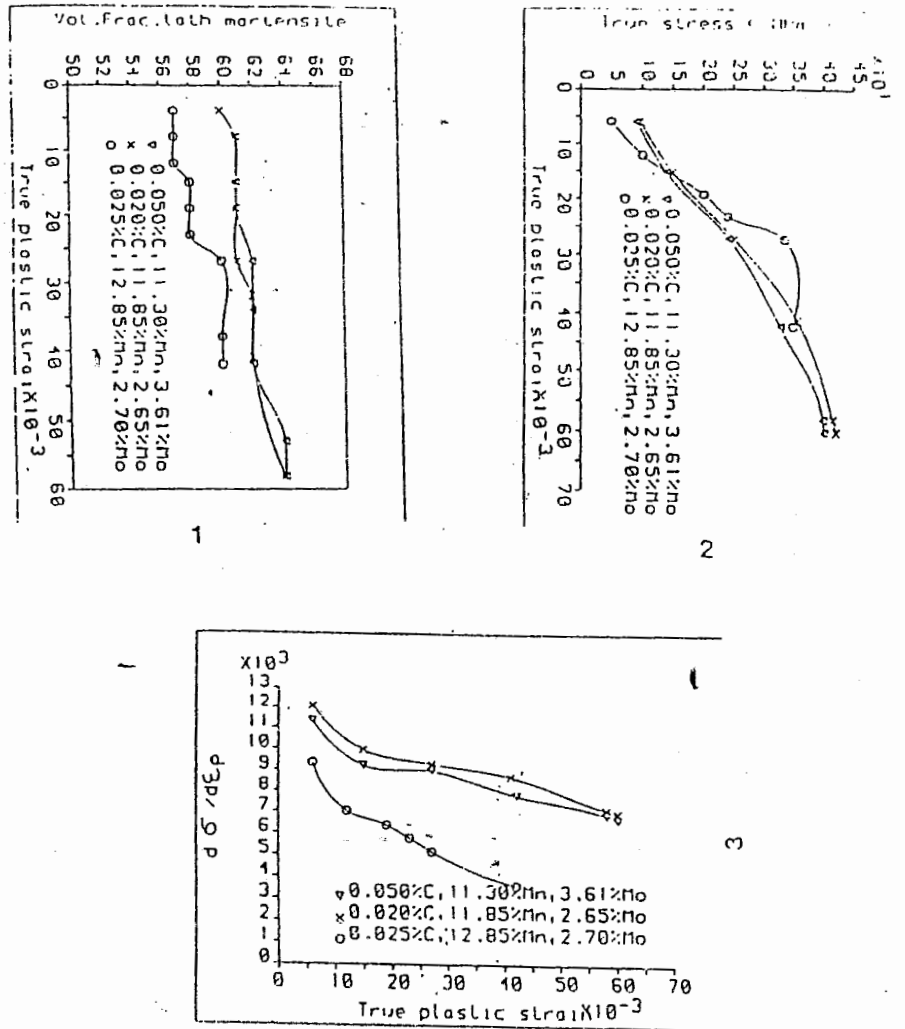 Vol.Frac.lath martensite
50 52 54 56 58 60 62 64 66 68
0 10 20 30 40 50 60
True plastic strain X10-3
▽ 0.050%C,11.30%Mn,3.61%Mo
× 0.020%C,11.85%Mn,2.65%Mo
o 0.025%C,12.85%Mn,2.70%Mo
1
True stress
X10¹
0 5 10 15 20 25 30 35 40 45
0 10 20 30 40 50 60 70
True plastic strain X10-3
▽ 0.050%C,11.30%Mn,3.61%Mo
× 0.020%C,11.85%Mn,2.65%Mo
o 0.025%C,12.85%Mn,2.70%Mo
2
X10³
13
12
11
10
9
8
7
6
5
4
3
2
1
0
▽ 0.050%C,11.30%Mn,3.61%Mo
× 0.020%C,11.85%Mn,2.65%Mo
o 0.025%C,12.85%Mn,2.70%Mo
0 10 20 30 40 50 60 70
True plastic strain X10-3
3